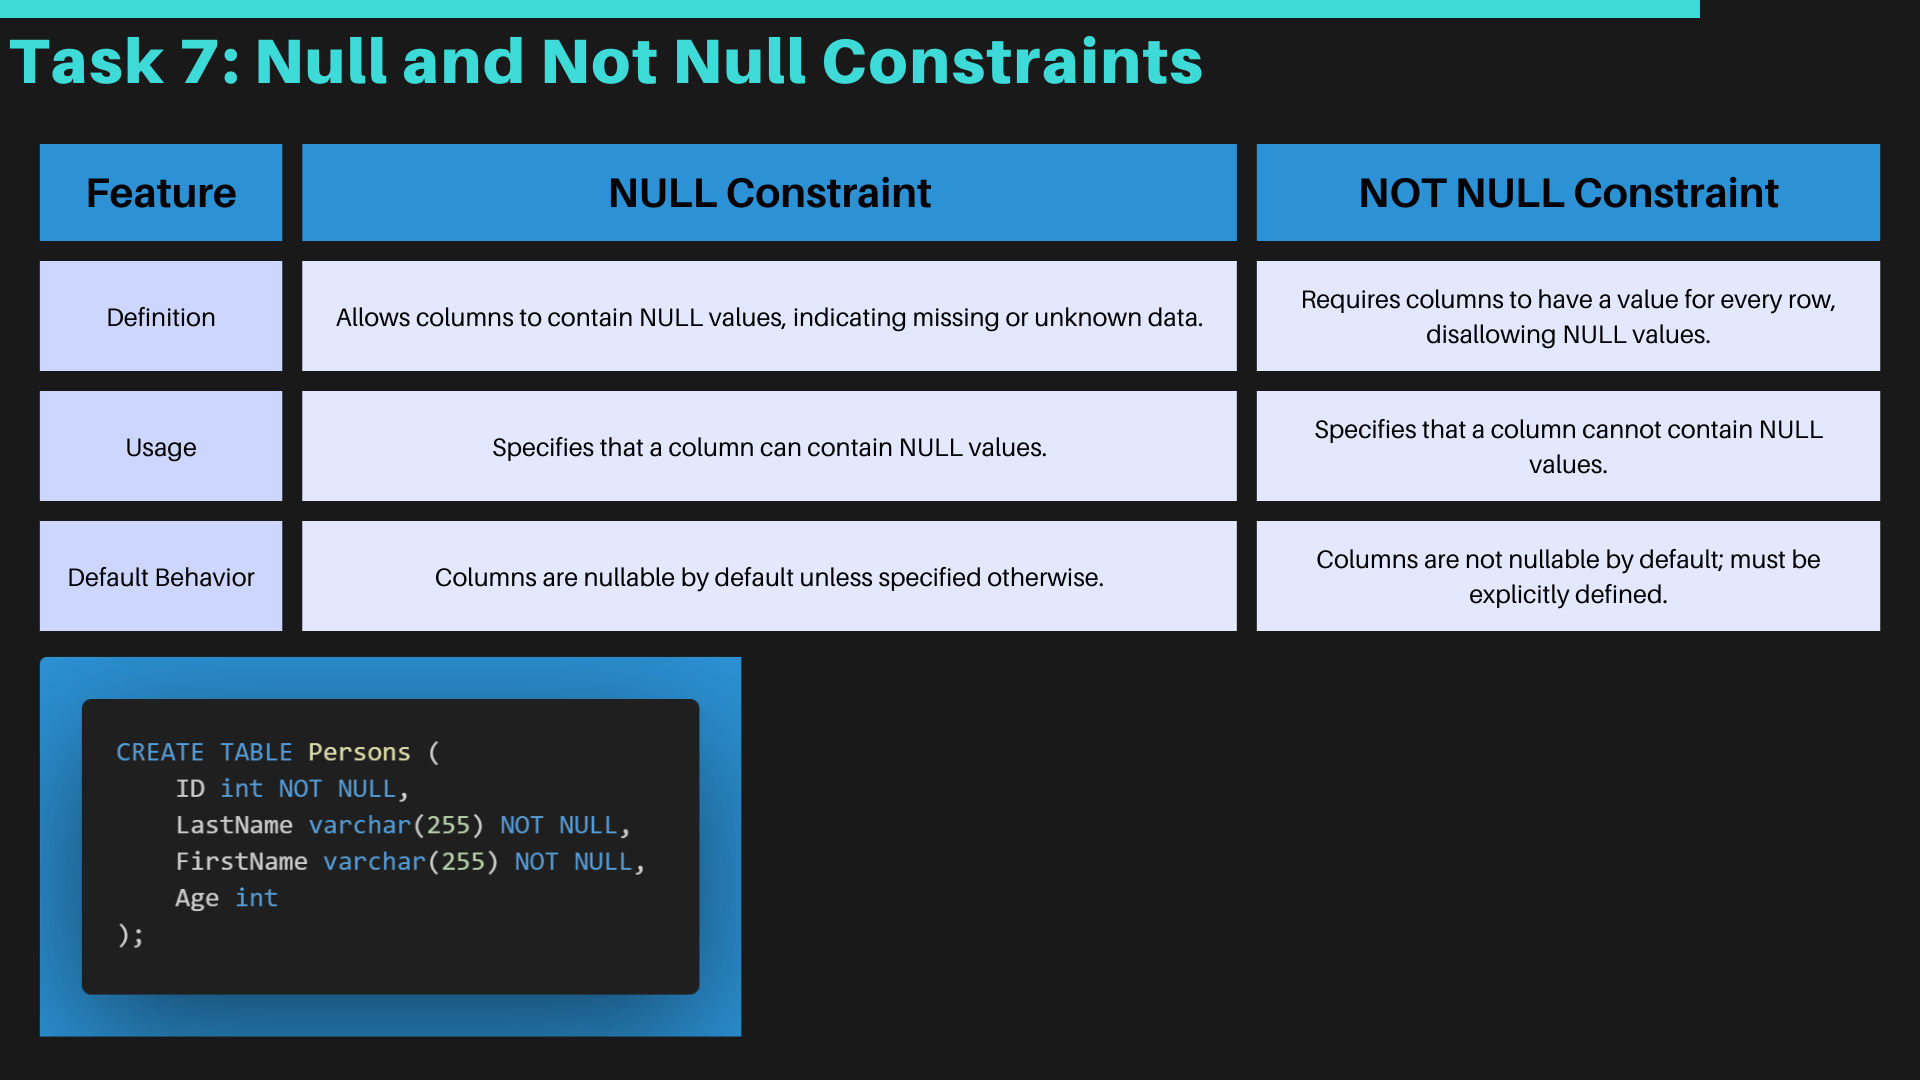 Task 7: Null and Not Null Constraints
Feature
NULL Constraint
NOT NULL Constraint
Definition
Allows columns to contain NULL values, indicating missing or unknown data.
Requires columns to have a value for every row,
disallowing NULL values.
Usage
Specifies that a column can contain NULL values.
Specifies that a column cannot contain NULL
values.
Default Behavior
Columns are nullable by default unless specified otherwise.
Columns are not nullable by default; must be
explicitly defined.
CREATE TABLE Persons (
    ID int NOT NULL,
    LastName varchar(255) NOT NULL,
    FirstName varchar(255) NOT NULL,
    Age int
);